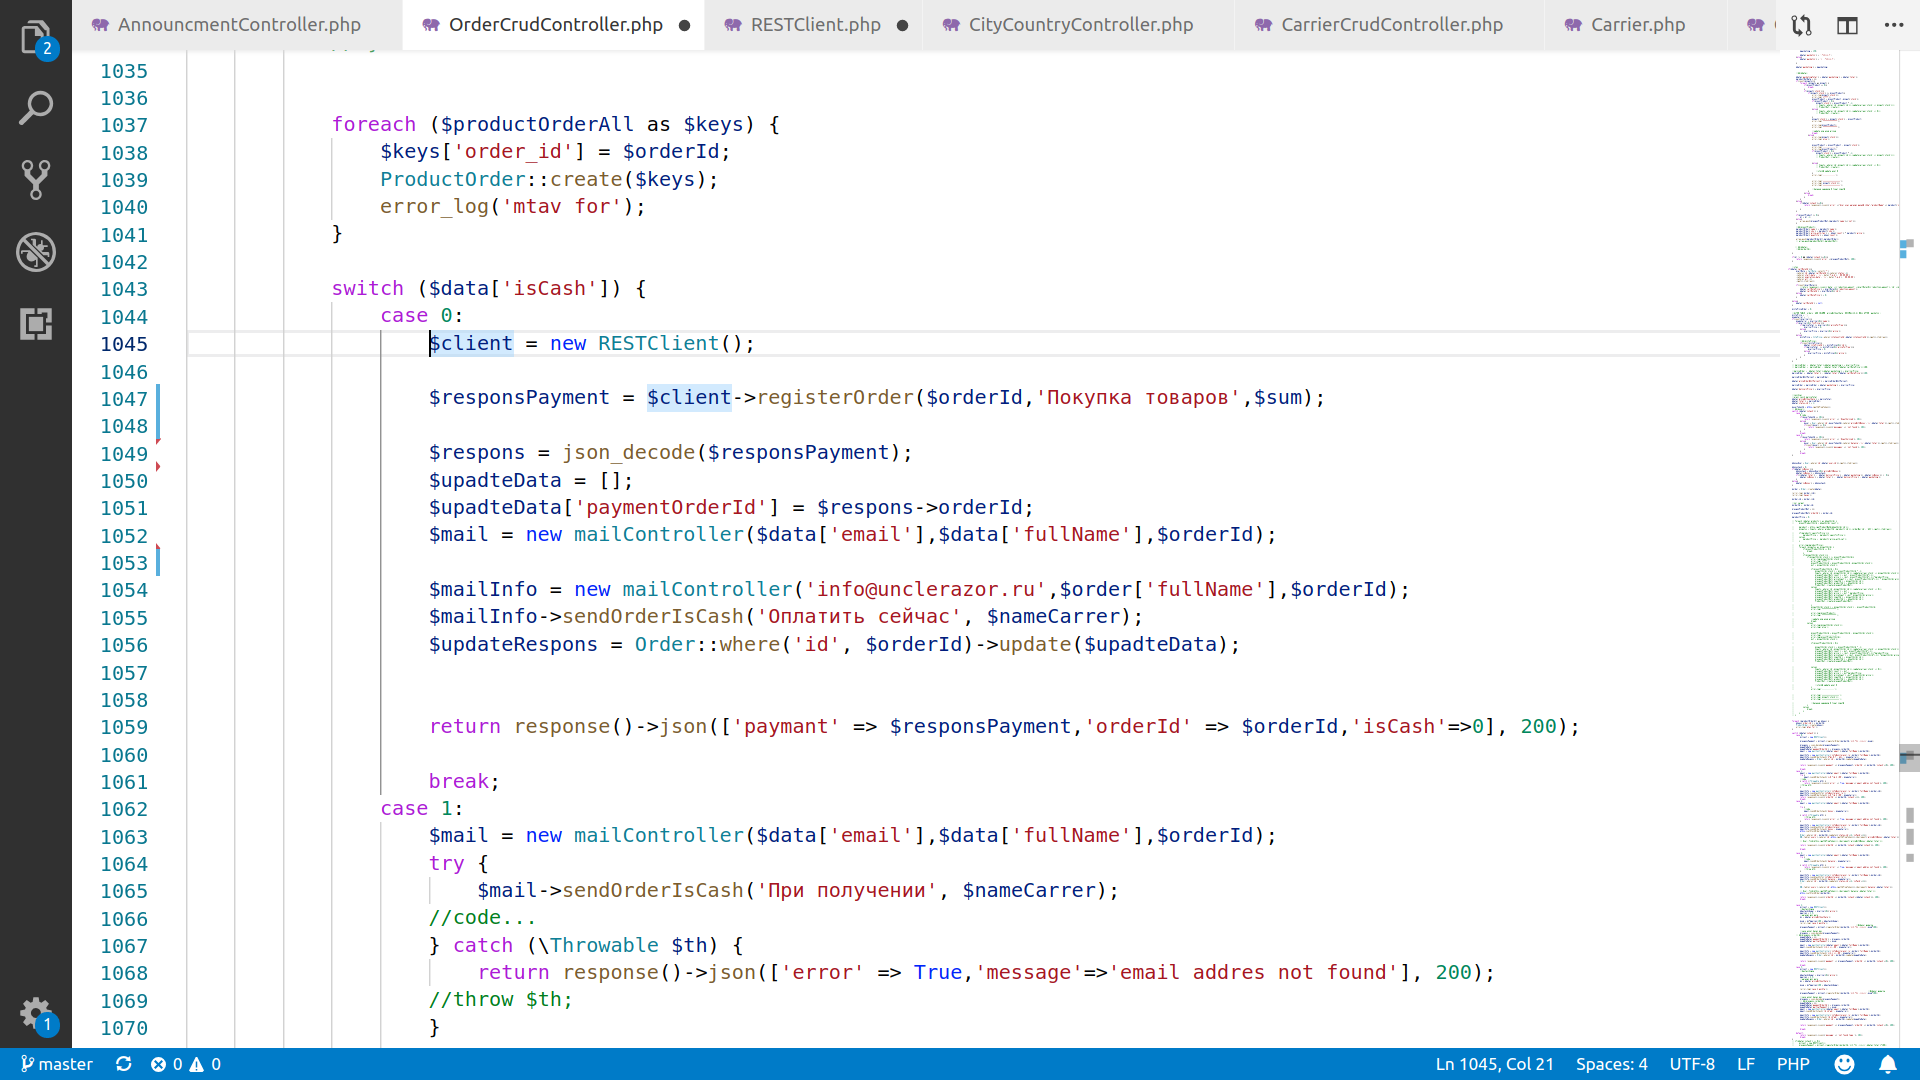 AnnouncmentController.php OrderCrudController.php RESTClient.php CityCountryController.php CarrierCrudController.php Carrier.php
2
1035
1036
1037 foreach ($productOrderAll as $keys) {
1038 $keys['order_id'] = $orderId;
1039 ProductOrder::create($keys);
1040 error_log('mtav for');
1041 }
1042
1043 switch ($data['isCash']) {
1044 case 0:
1045 $client = new RESTClient();
1046
1047 $responsPayment = $client->registerOrder($orderId,'Покупка товаров',$sum);
1048
1049 $respons = json_decode($responsPayment);
1050 $upadteData = [];
1051 $upadteData['paymentOrderId'] = $respons->orderId;
1052 $mail = new mailController($data['email'],$data['fullName'],$orderId);
1053
1054 $mailInfo = new mailController('info@unclerazor.ru',$order['fullName'],$orderId);
1055 $mailInfo->sendOrderIsCash('Оплатить сейчас', $nameCarrer);
1056 $updateRespons = Order::where('id', $orderId)->update($upadteData);
1057
1058
1059 return response()->json(['paymant' => $responsPayment,'orderId' => $orderId,'isCash'=>0], 200);
1060
1061 break;
1062 case 1:
1063 $mail = new mailController($data['email'],$data['fullName'],$orderId);
1064 try {
1065 $mail->sendOrderIsCash('При получении', $nameCarrer);
1066 //code...
1067 } catch (\Throwable $th) {
1068 return response()->json(['error' => True,'message'=>'email addres not found'], 200);
1069 //throw $th;
1070 }
1
master 0 0 Ln 1045, Col 21 Spaces: 4 UTF-8 LF PHP